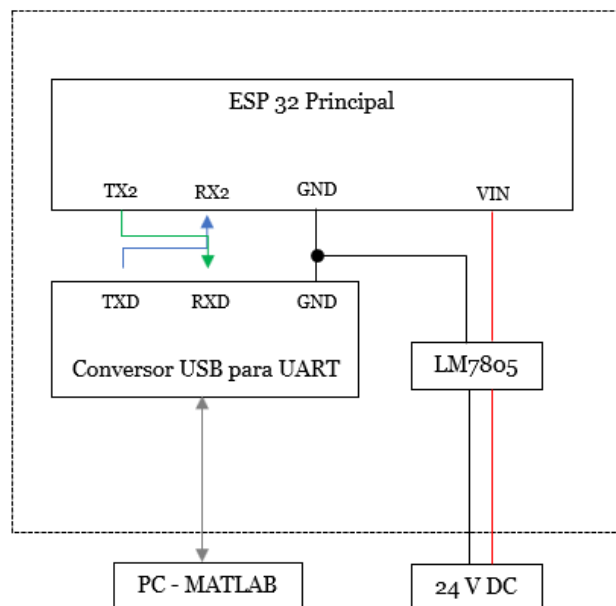 ESP 32 Principal
TX2 RX2 GND VIN
TXD RXD GND
Conversor USB para UART
LM7805
PC - MATLAB
24 V DC